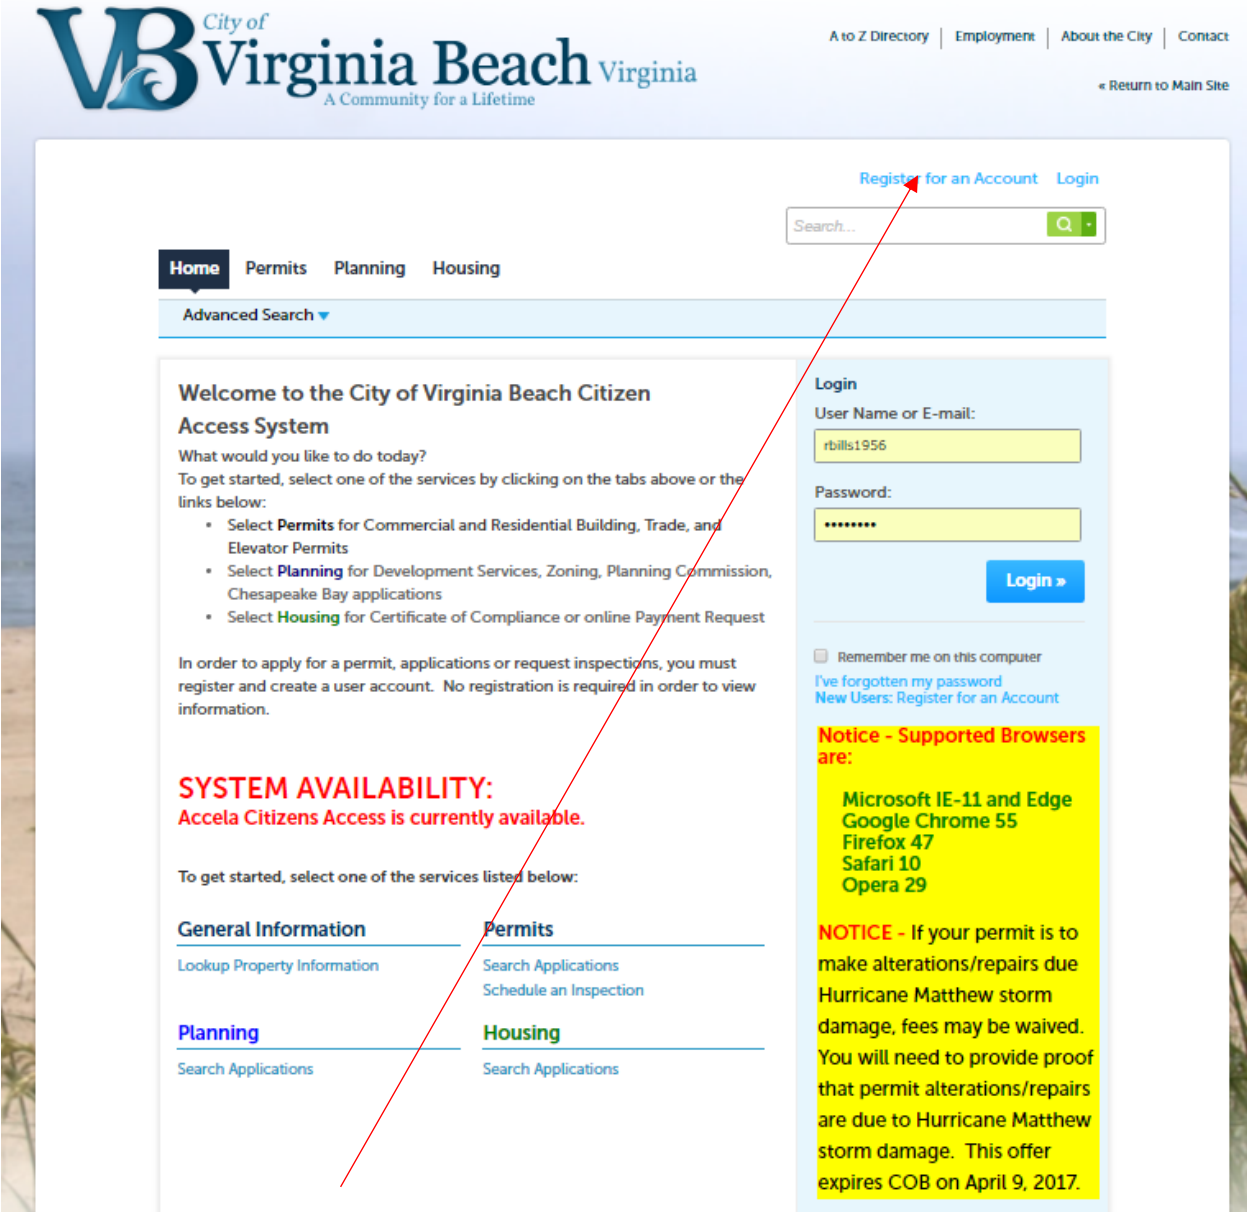 VB
City of
Virginia Beach Virginia
A Community for a Lifetime
A to Z Directory | Employment | About the City | Contact
« Return to Main Site
Register for an Account Login
Search...
Home Permits Planning Housing
Advanced Search
Welcome to the City of Virginia Beach Citizen
Access System
What would you like to do today?
To get started, select one of the services by clicking on the tabs above or the
links below:
• Select Permits for Commercial and Residential Building, Trade, and
Elevator Permits
• Select Planning for Development Services, Zoning, Planning Commission,
Chesapeake Bay applications
• Select Housing for Certificate of Compliance or online Payment Request
In order to apply for a permit, applications or request inspections, you must
register and create a user account. No registration is required in order to view
information.
SYSTEM AVAILABILITY:
Accela Citizens Access is currently available.
To get started, select one of the services listed below:
General Information
Lookup Property Information
Permits
Search Applications
Schedule an Inspection
Planning
Search Applications
Housing
Search Applications
Login
User Name or E-mail:
rbills1956
Password:
••••••••
Login »
Remember me on this computer
I've forgotten my password
New Users: Register for an Account
Notice - Supported Browsers
are:
Microsoft IE-11 and Edge
Google Chrome 55
Firefox 47
Safari 10
Opera 29
NOTICE - If your permit is to
make alterations/repairs due
Hurricane Matthew storm
damage, fees may be waived.
You will need to provide proof
that permit alterations/repairs
are due to Hurricane Matthew
storm damage. This offer
expires COB on April 9, 2017.